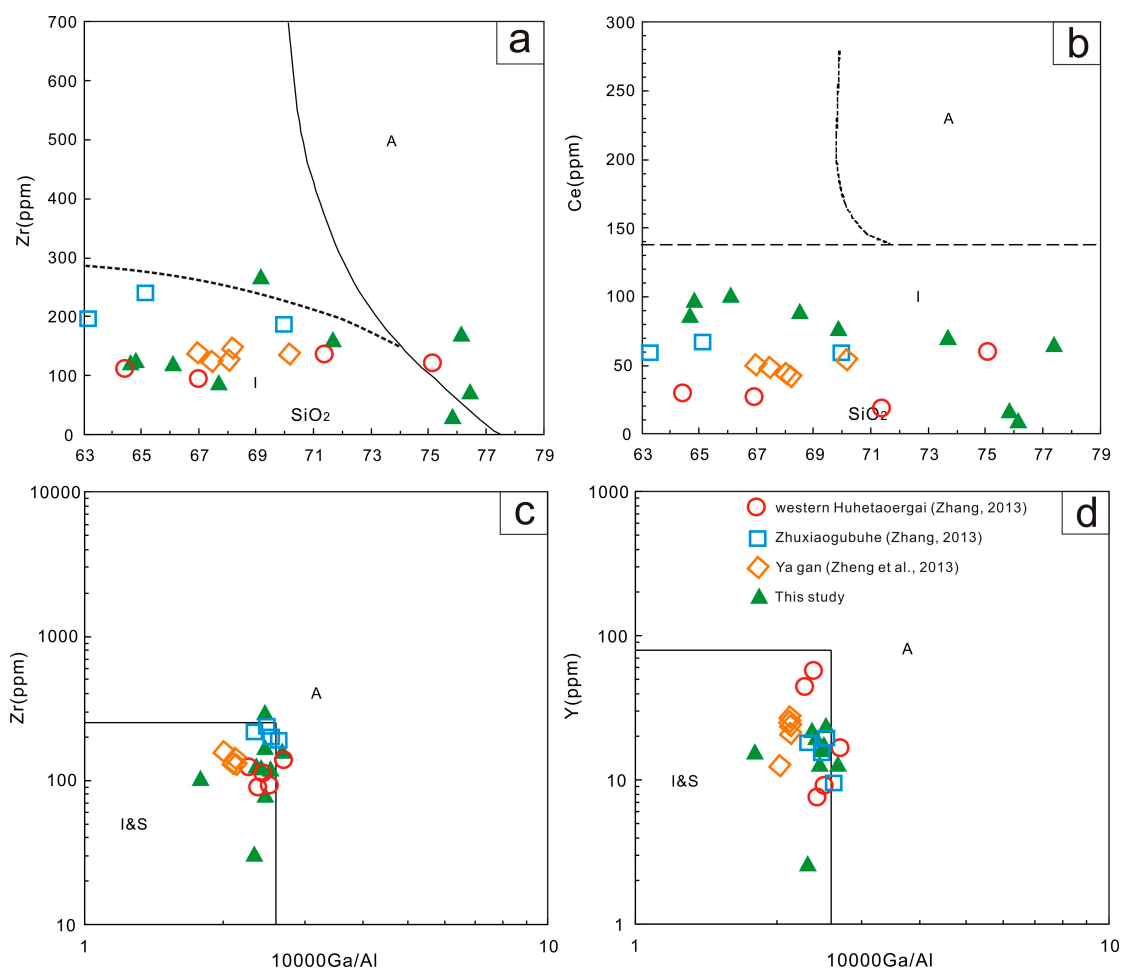 a
700
600
500
400
300
200
100
0
Zr(ppm)
A
I
SiO₂
63 65 67 69 71 73 75 77 79
b
300
250
200
150
100
50
0
Ce(ppm)
A
I
SiO₂
63 65 67 69 71 73 75 77 79
c
10000
1000
100
10
Zr(ppm)
A
I&S
1 10
10000Ga/Al
d
1000
100
10
1
Y(ppm)
western Huhetaoergai (Zhang, 2013)
Zhuxiaogubuhe (Zhang, 2013)
Ya gan (Zheng et al., 2013)
This study
A
I&S
1 10
10000Ga/Al